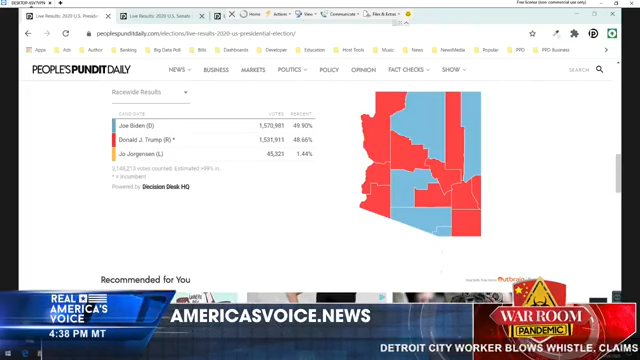 DESKTOP-6SV7VFN
Free license (non-commercial use only)
Live Results: 2020 U.S. Preside
Live Results: 2020 U.S. Senate
Home
Actions
View
Communicate
Files & Extras
peoplespunditdaily.com/elections/live-results-2020-us-presidential-election/
Apps
Ads
Banking
Big Data Poll
Bills
Dashboards
Developer
Education
Host Tools
Music
News
NewsMedia
Popular
PPD
PPD Business
PEOPLE'S PUNDIT DAILY
NEWS
BUSINESS
MARKETS
POLITICS
POLICY
OPINION
FACT CHECKS
SHOW
SEARCH
Racewide Results
CANDIDATE VOTES PERCENT
Joe Biden (D) 1,570,981 49.90%
Donald J. Trump (R) * 1,531,911 48.66%
Jo Jorgensen (L) 45,321 1.44%
3,148,213 votes counted. Estimated >99% in.
* = Incumbent
Powered by Decision Desk HQ
Recommended for You
Outbrain
REAL
AMERICA'S
VOICE
4:38 PM MT
AMERICASVOICE.NEWS
WAR ROOM
PANDEMIC
DETROIT CITY WORKER BLOWS WHISTLE, CLAIMS